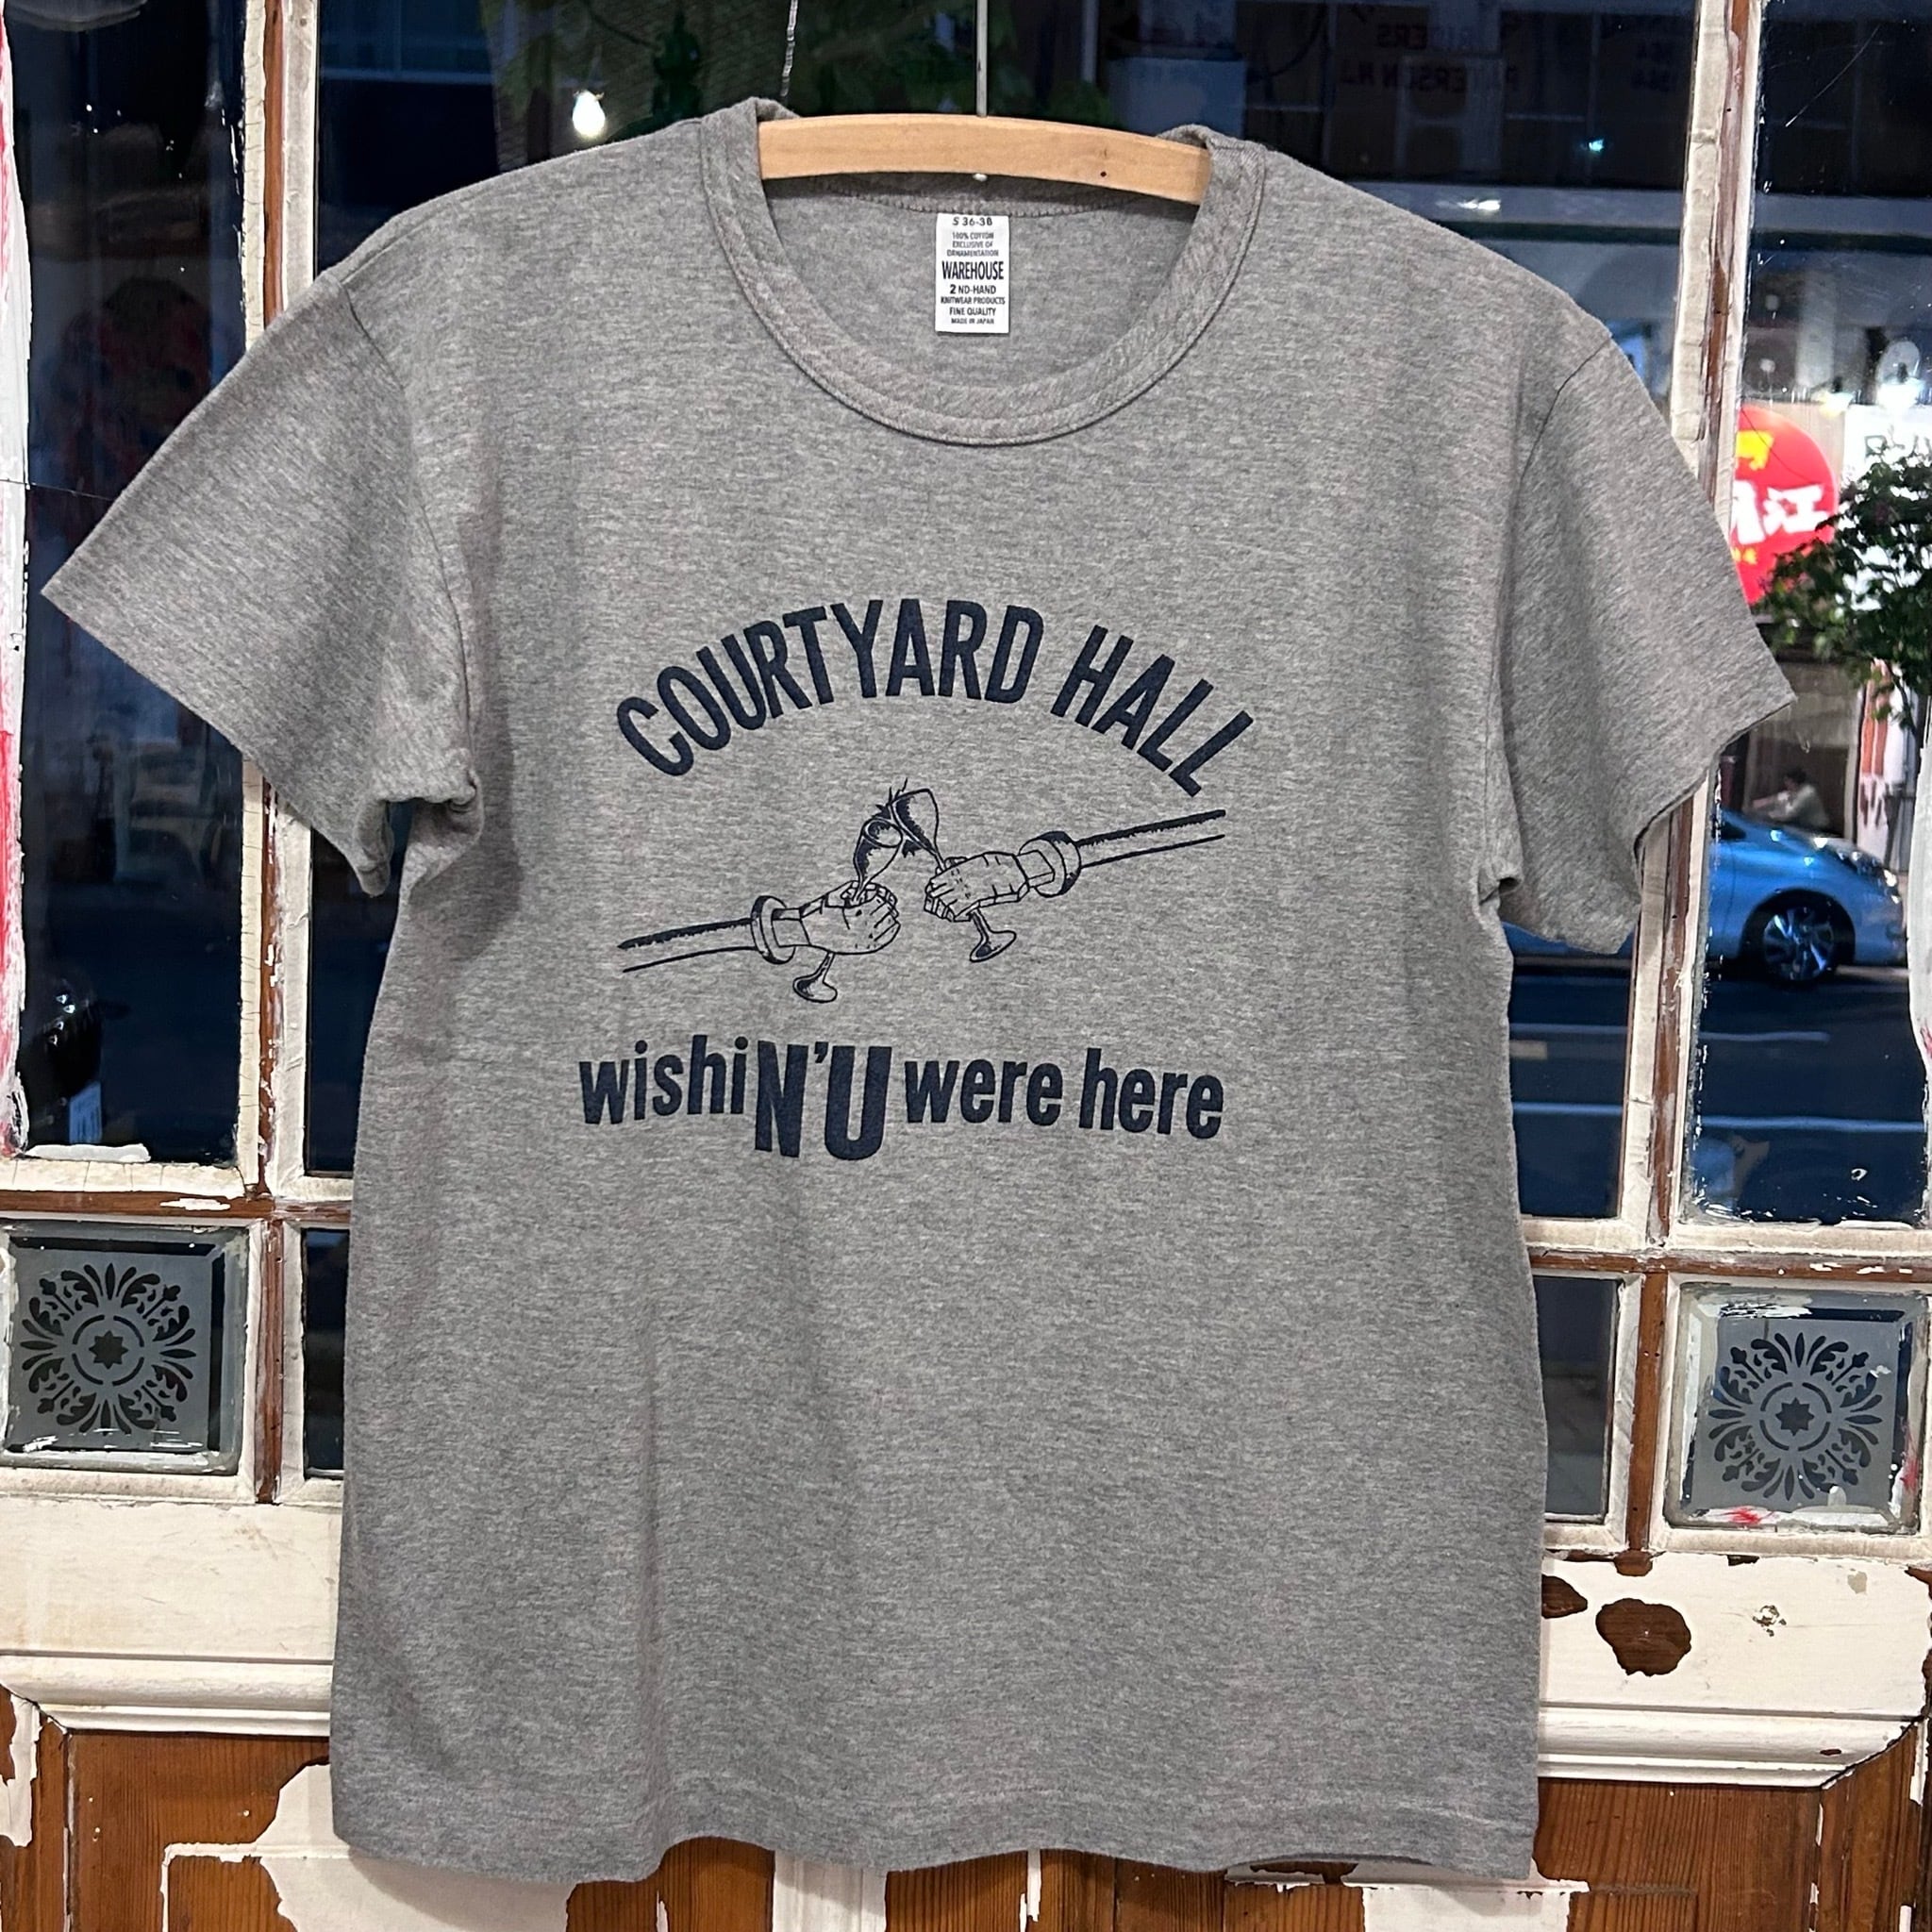 S 36-38
100% COTTON
EXCLUSIVE OF
ORNAMENTATION
WAREHOUSE
2ND-HAND
KNITWEAR PRODUCTS
FINE QUALITY
MADE IN JAPAN
COURTYARD HALL
wishiN'U were here
江